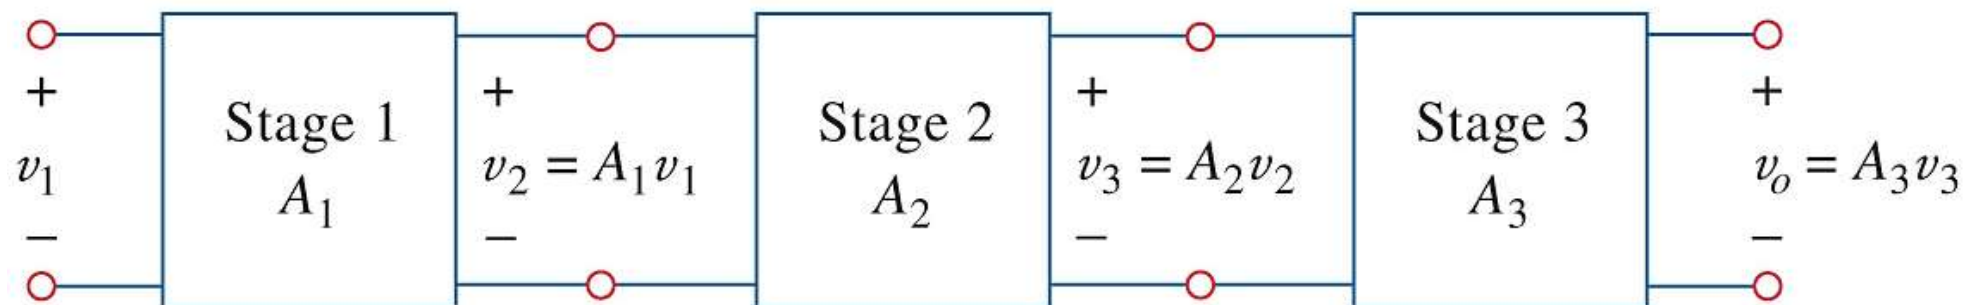 +
v₁
−
Stage 1
A₁
+
v₂ = A₁v₁
−
Stage 2
A₂
+
v₃ = A₂v₂
−
Stage 3
A₃
+
vₒ = A₃v₃
−